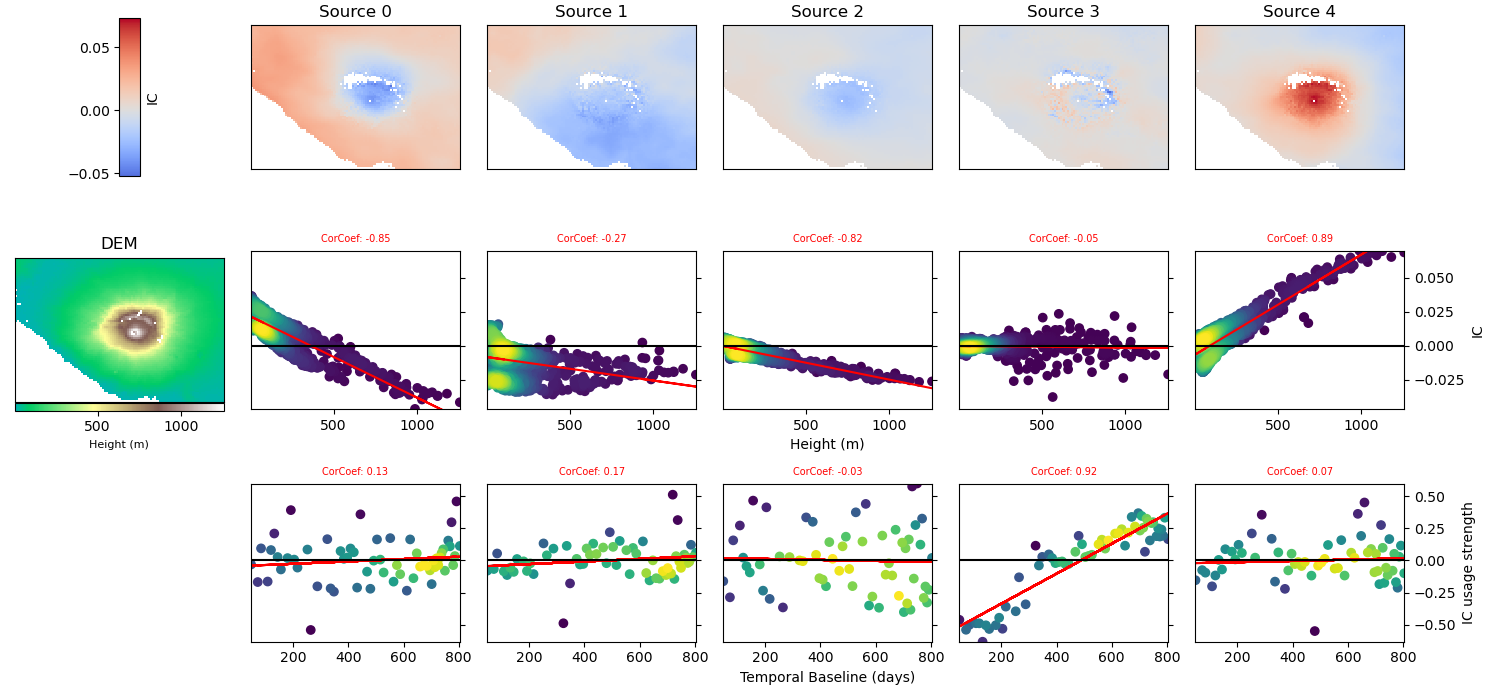 Source 0 Source 1 Source 2 Source 3 Source 4
0.05
0.00
−0.05
IC
DEM
500 1000
Height (m)
CorCoef: -0.85 CorCoef: -0.27 CorCoef: -0.82 CorCoef: -0.05 CorCoef: 0.89
0.050
0.025
0.000
−0.025
IC
500 1000 500 1000 500 1000 500 1000 500 1000
Height (m)
CorCoef: 0.13 CorCoef: 0.17 CorCoef: -0.03 CorCoef: 0.92 CorCoef: 0.07
0.50
0.25
0.00
−0.25
−0.50
IC usage strength
200 400 600 800 200 400 600 800 200 400 600 800 200 400 600 800 200 400 600 800
Temporal Baseline (days)